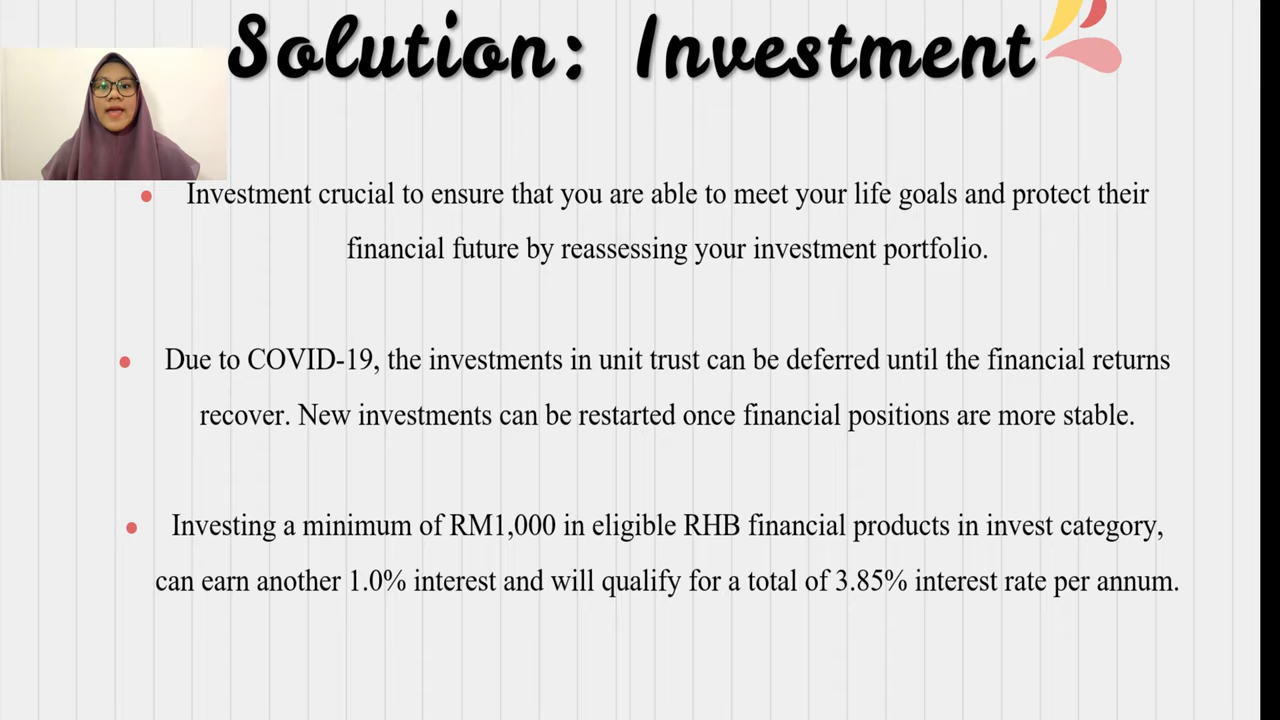 Solution: Investment
Investment crucial to ensure that you are able to meet your life goals and protect their
financial future by reassessing your investment portfolio.
Due to COVID-19, the investments in unit trust can be deferred until the financial returns
recover. New investments can be restarted once financial positions are more stable.
Investing a minimum of RM1,000 in eligible RHB financial products in invest category,
can earn another 1.0% interest and will qualify for a total of 3.85% interest rate per annum.